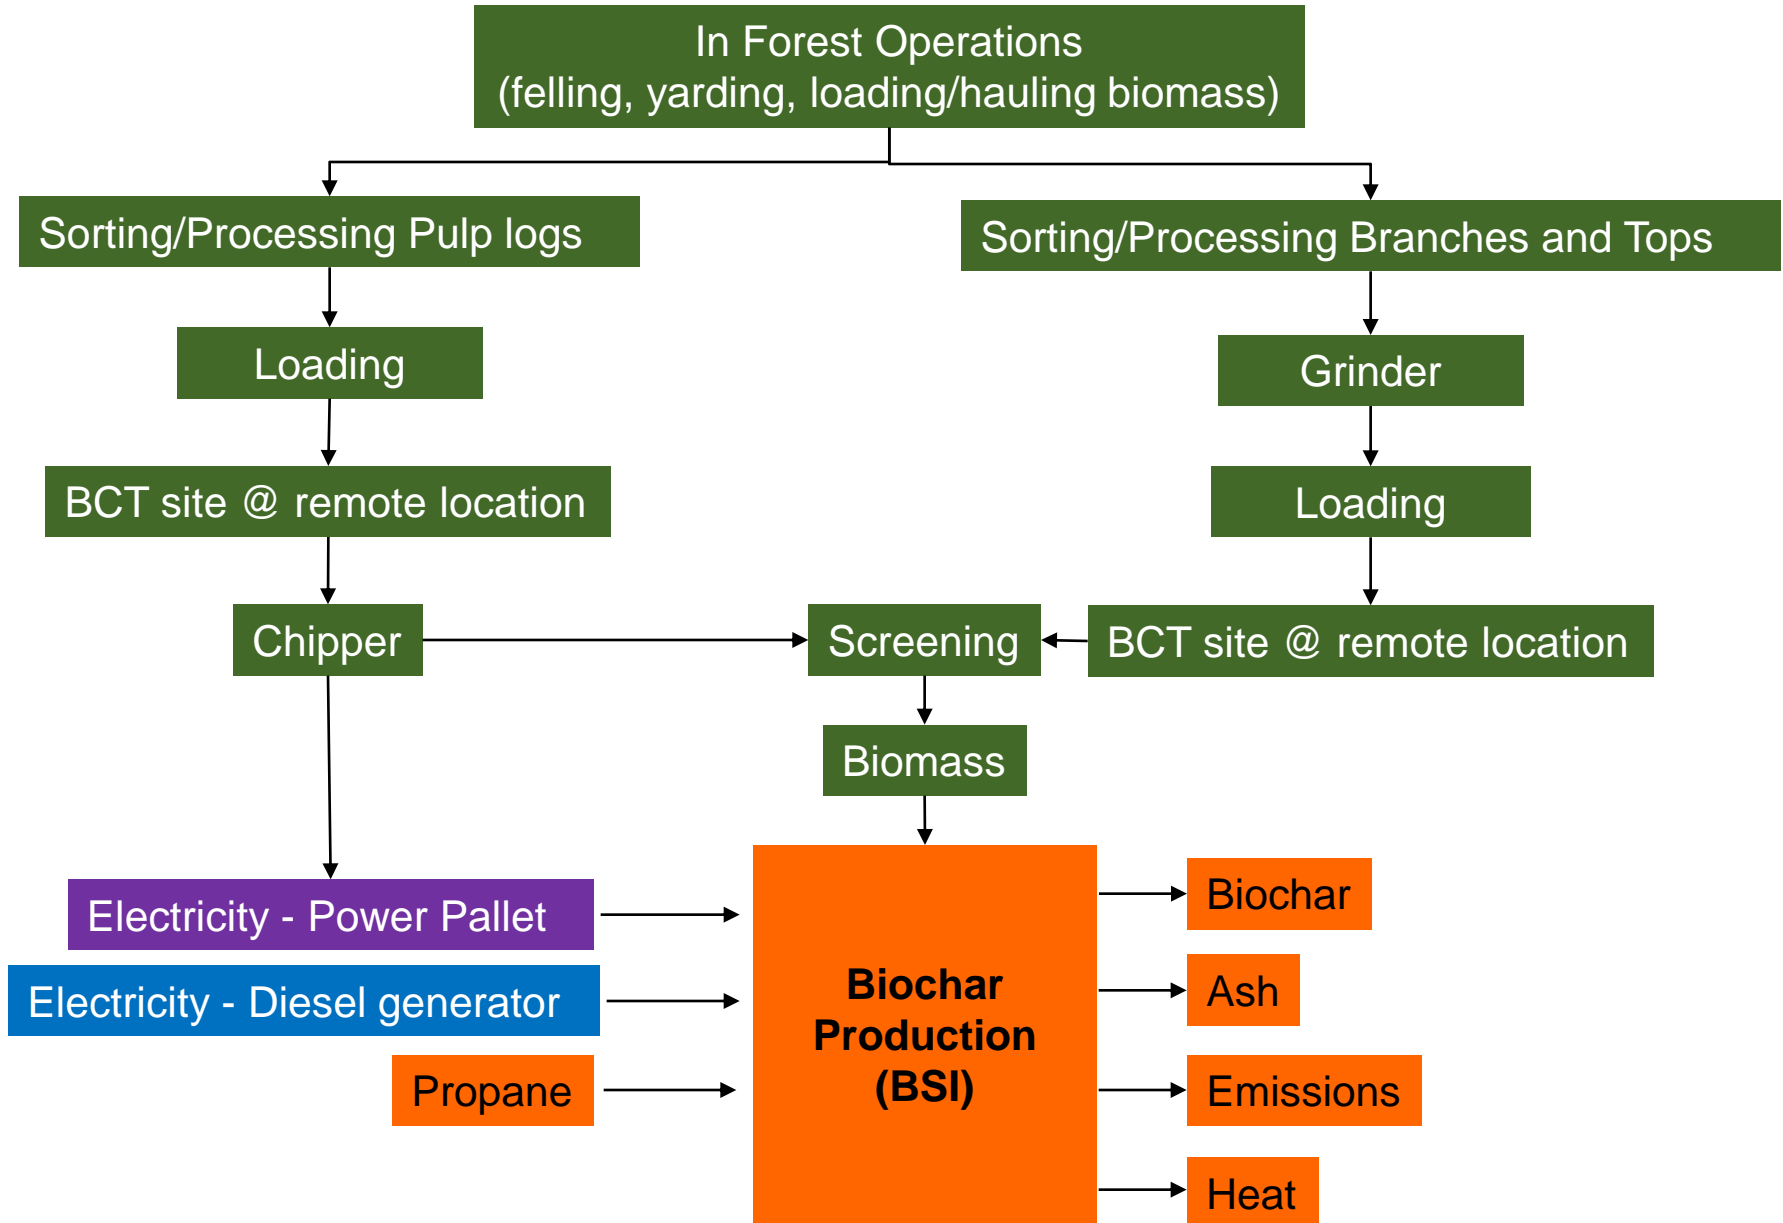 In Forest Operations
(felling, yarding, loading/hauling biomass)
Sorting/Processing Pulp logs
Sorting/Processing Branches and Tops
Loading
Grinder
BCT site @ remote location
Loading
Chipper
Screening
BCT site @ remote location
Biomass
Electricity - Power Pallet
Electricity - Diesel generator
Propane
Biochar
Production
(BSI)
Biochar
Ash
Emissions
Heat